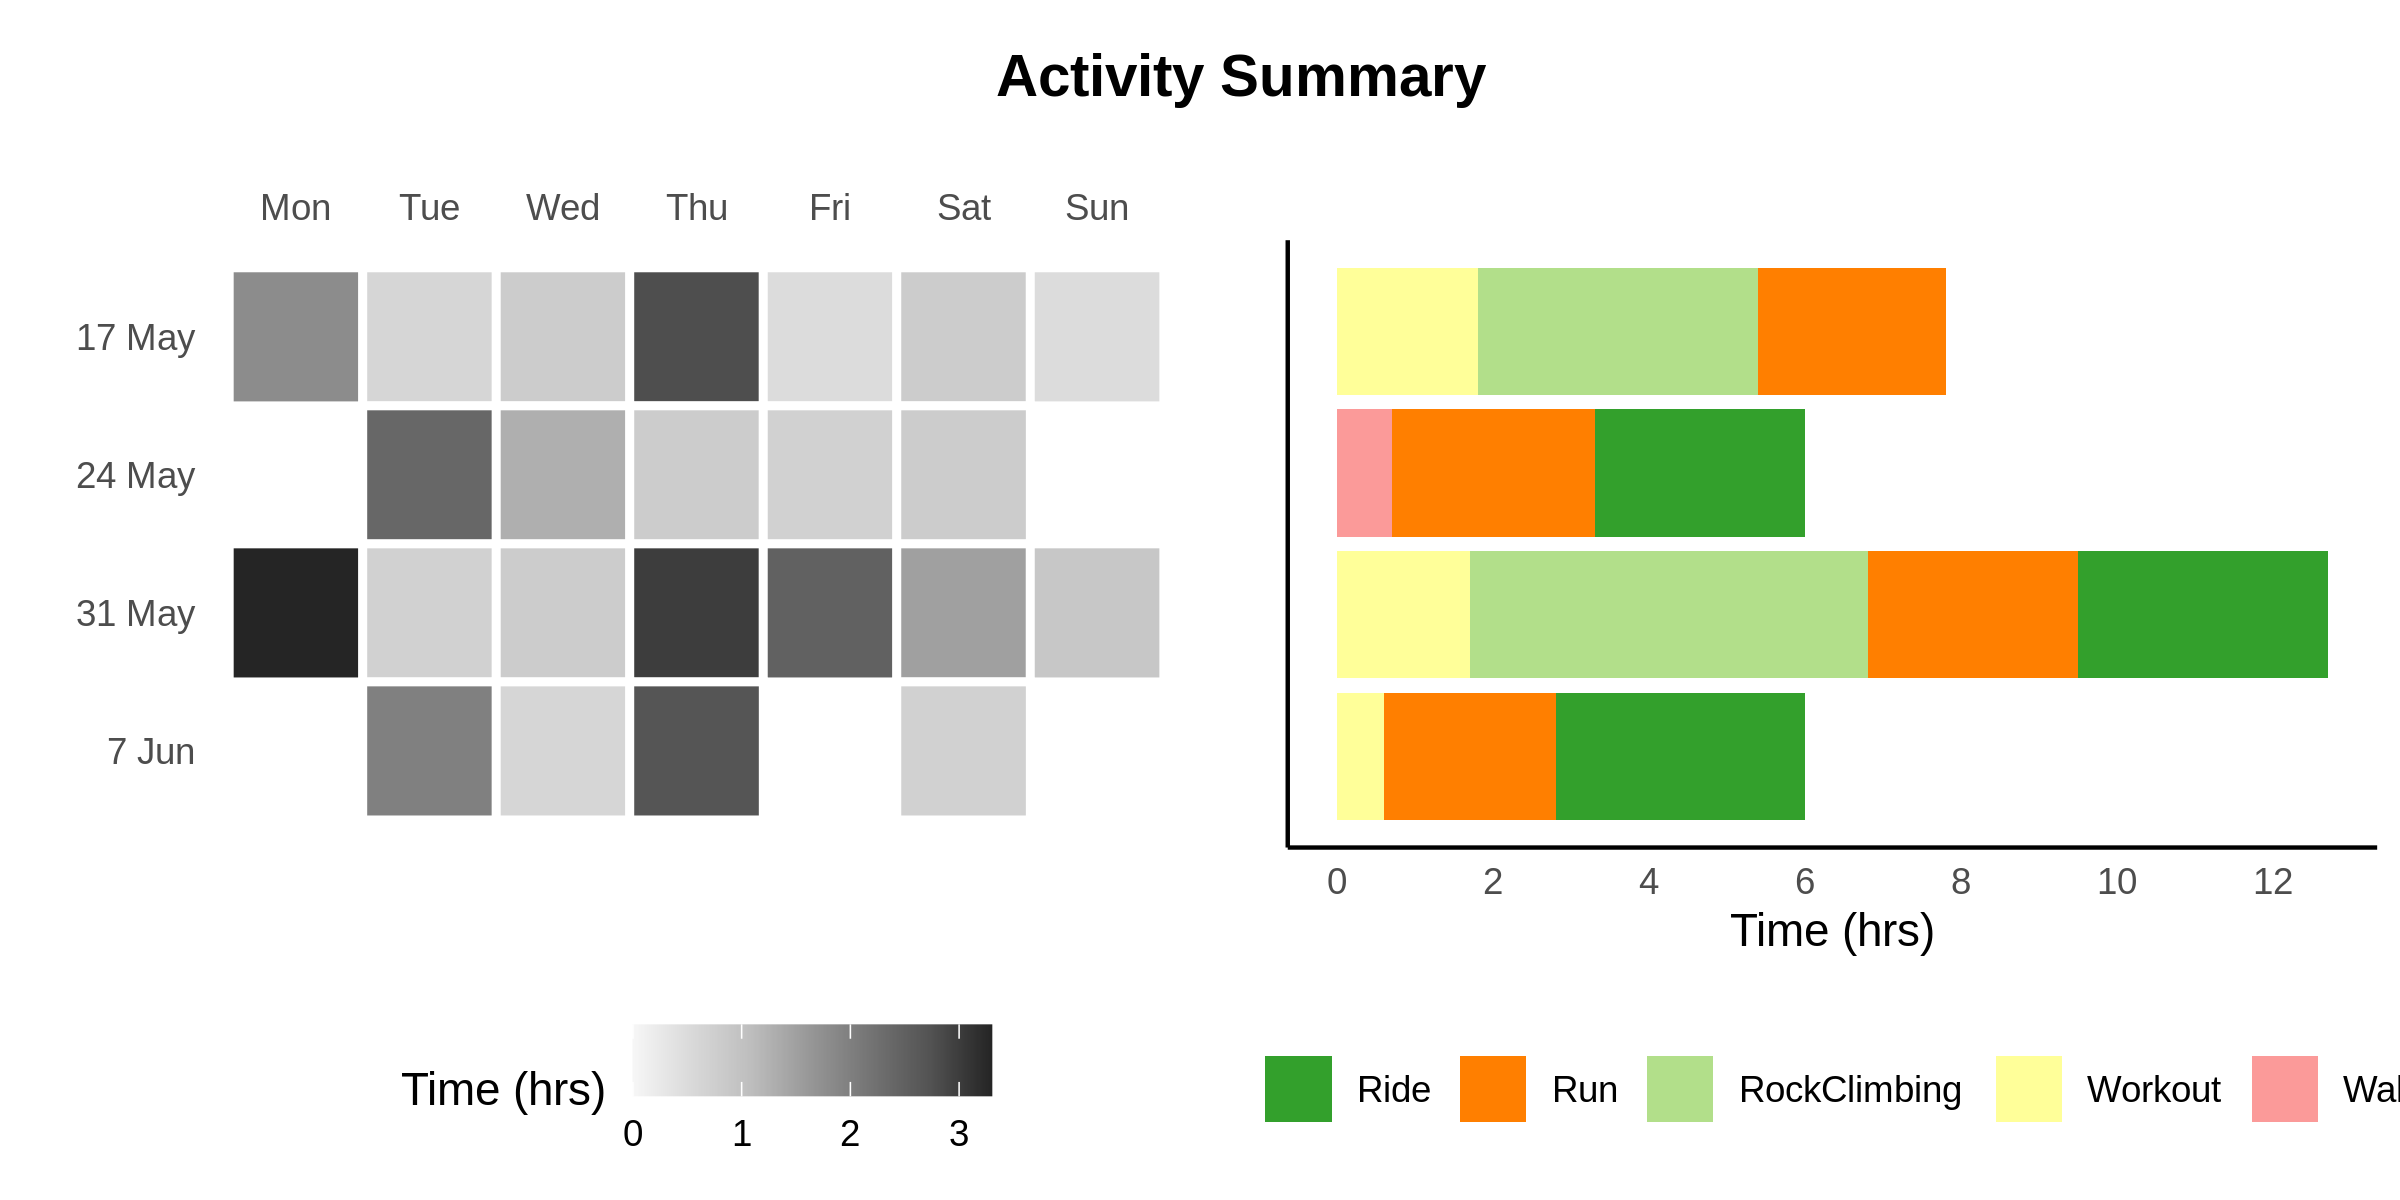 Activity Summary
Mon Tue Wed Thu Fri Sat Sun
17 May
24 May
31 May
7 Jun
0 2 4 6 8 10 12
Time (hrs)
Time (hrs)
0 1 2 3
Ride Run RockClimbing Workout